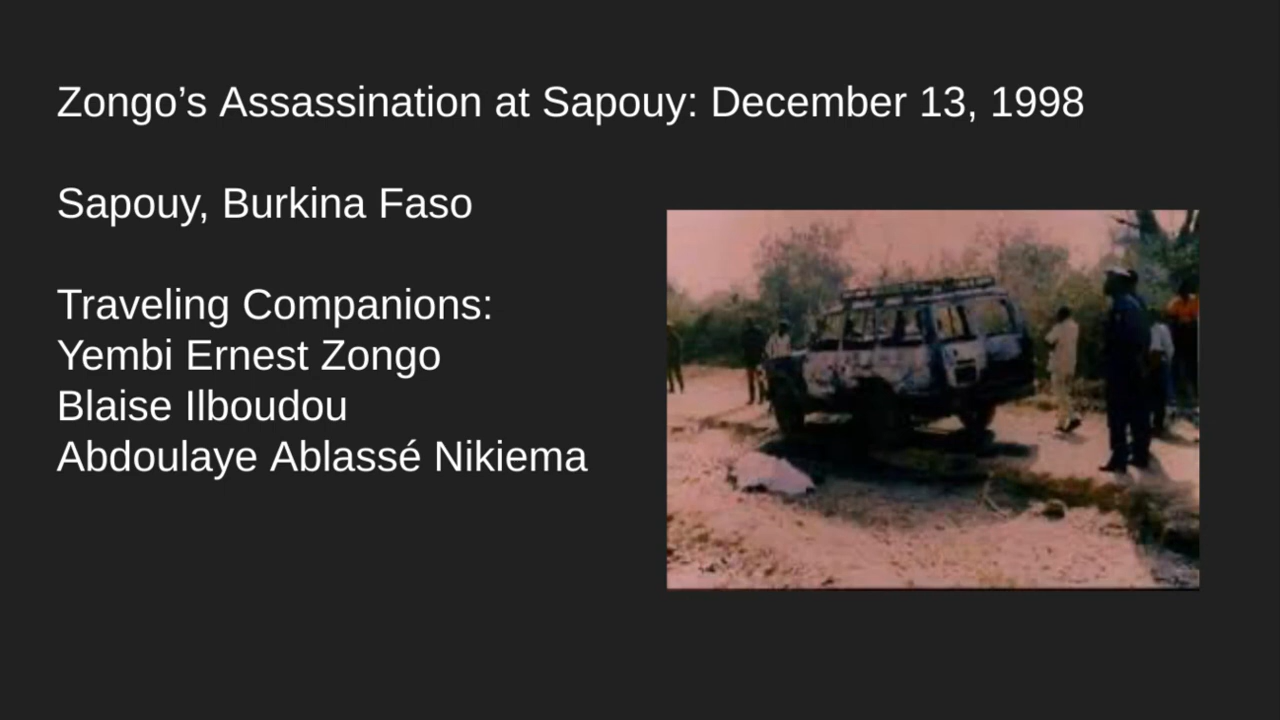 Zongo’s Assassination at Sapouy: December 13, 1998
Sapouy, Burkina Faso
Traveling Companions:
Yembi Ernest Zongo
Blaise Ilboudou
Abdoulaye Ablassé Nikiema